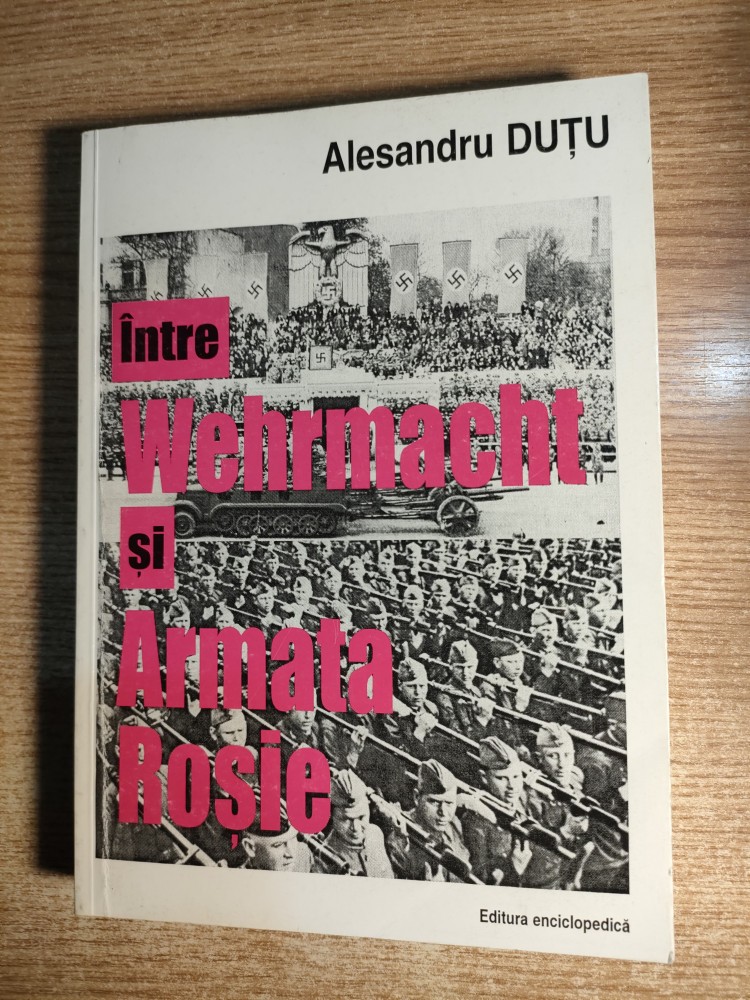 Alesandru DUȚU
Între
Wehrmacht
și
Armata
Roșie
Editura enciclopedică